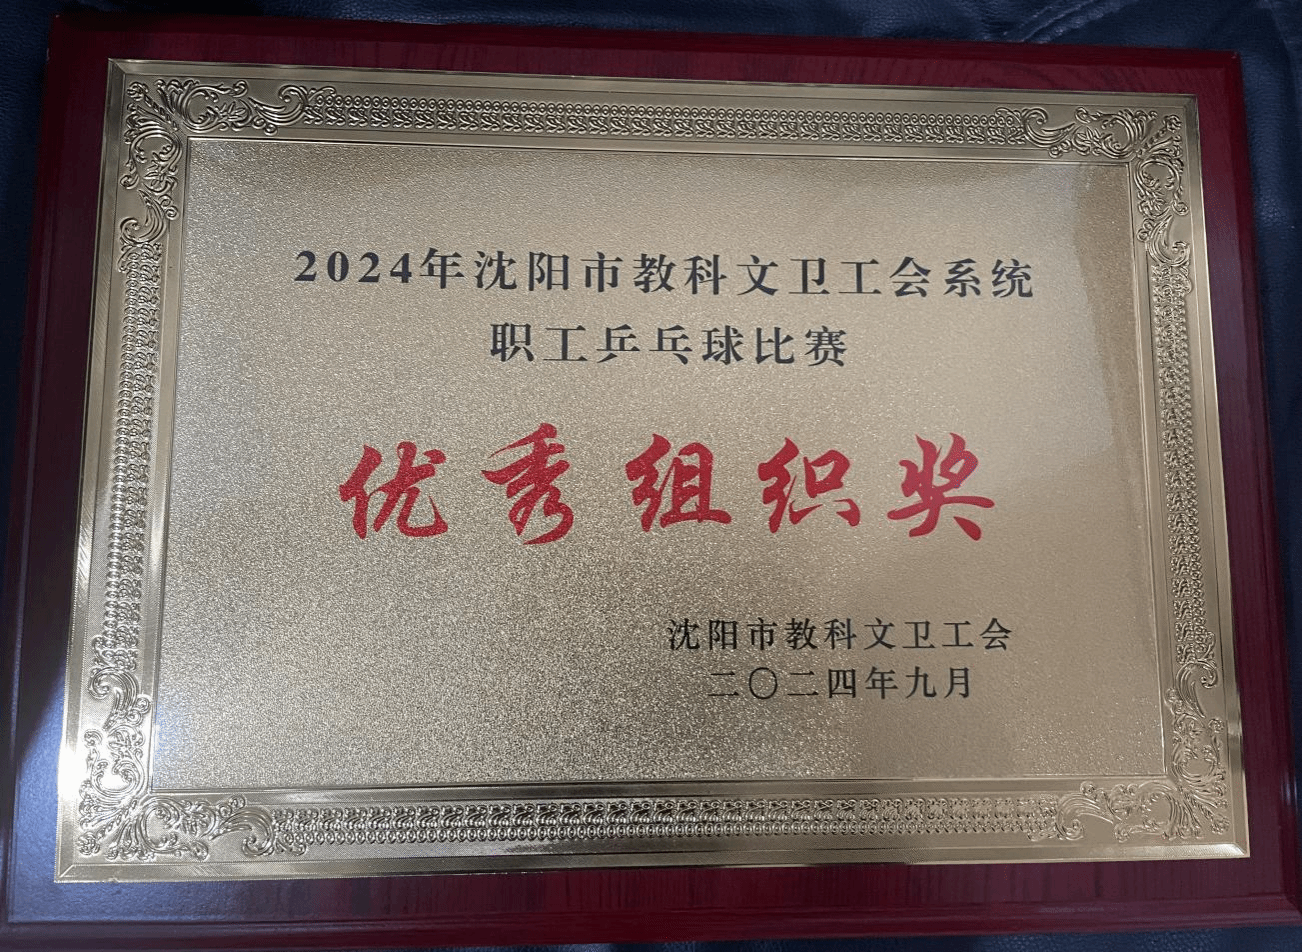 2024年沈阳市教科文卫工会系统
职工乒乓球比赛
优秀组织奖
沈阳市教科文卫工会
二〇二四年九月